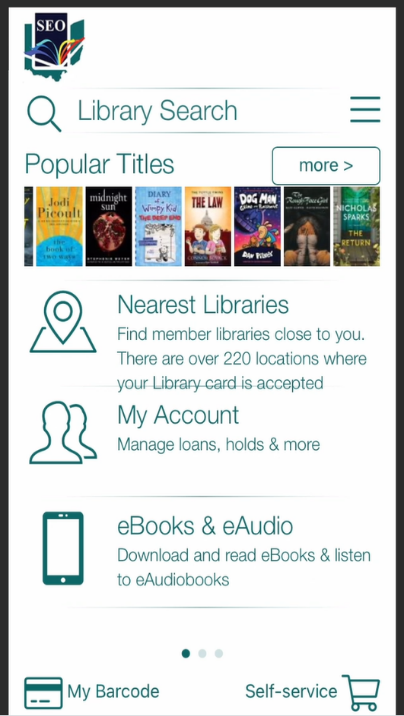 SEO
Library Search
Popular Titles
more >
Jodi
Picoult
the
book of
two ways
midnight
sun
STEPHENIE MEYER
DIARY
of a
Wimpy Kid
THE DEEP END
THE LAW
DOG MAN
DAV PILKEY
NICHOLAS
SPARKS
THE
RETURN
Nearest Libraries
Find member libraries close to you.
There are over 220 locations where
your Library card is accepted
My Account
Manage loans, holds & more
eBooks & eAudio
Download and read eBooks & listen
to eAudiobooks
My Barcode
Self-service